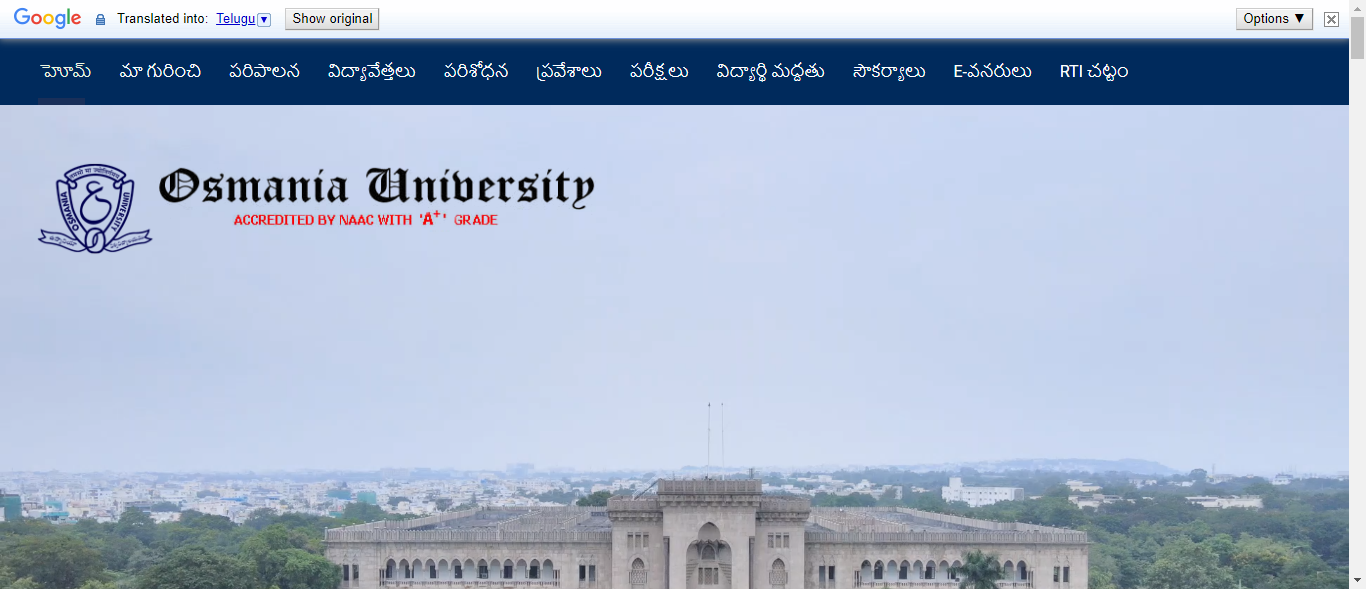 Google Translated into: Telugu Show original Options ▼
హోమ్ మా గురించి పరిపాలన విద్యావేత్తలు పరిశోధన ప్రవేశాలు పరీక్షలు విద్యార్థి మద్దతు సౌకర్యాలు E-వనరులు RTI చట్టం
Osmania University
ACCREDITED BY NAAC WITH 'A+' GRADE
OSMANIA UNIVERSITY